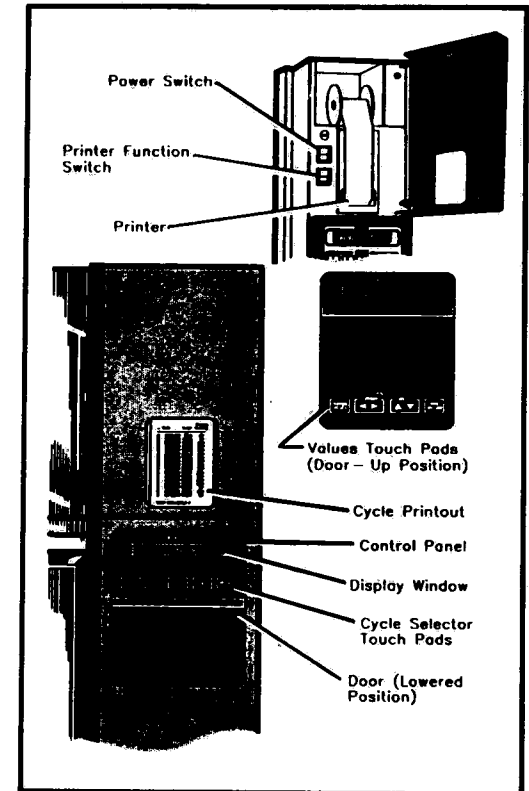 Power Switch
Printer Function
Switch
Printer
Values Touch Pads
(Door – Up Position)
Cycle Printout
Control Panel
Display Window
Cycle Selector
Touch Pads
Door (Lowered
Position)